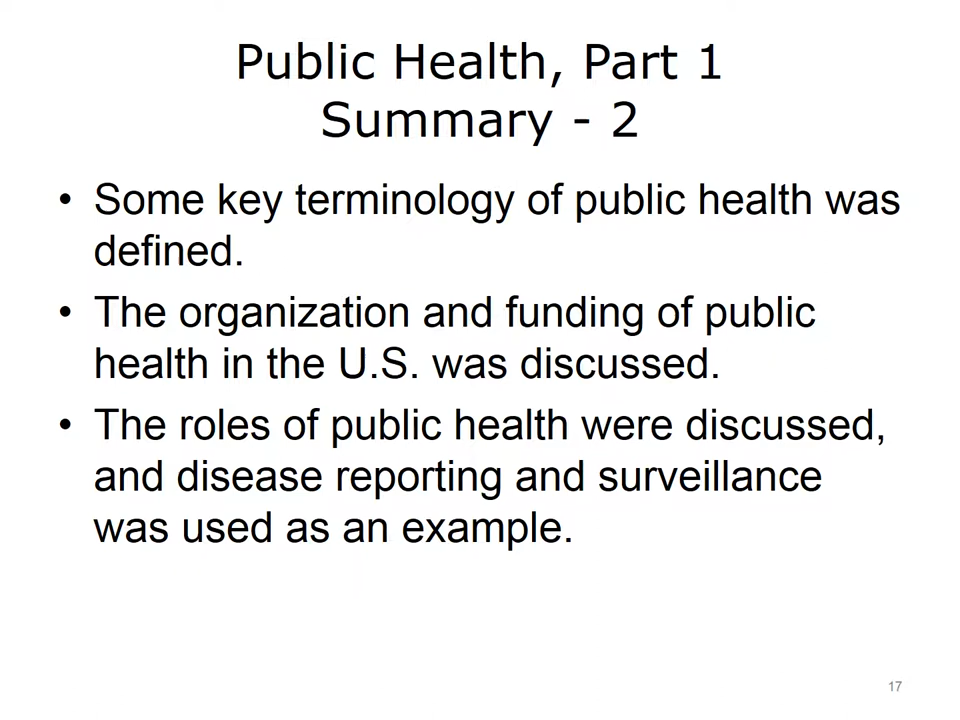 Public Health, Part 1
Summary - 2
• Some key terminology of public health was
defined.
• The organization and funding of public
health in the U.S. was discussed.
• The roles of public health were discussed,
and disease reporting and surveillance
was used as an example.
17